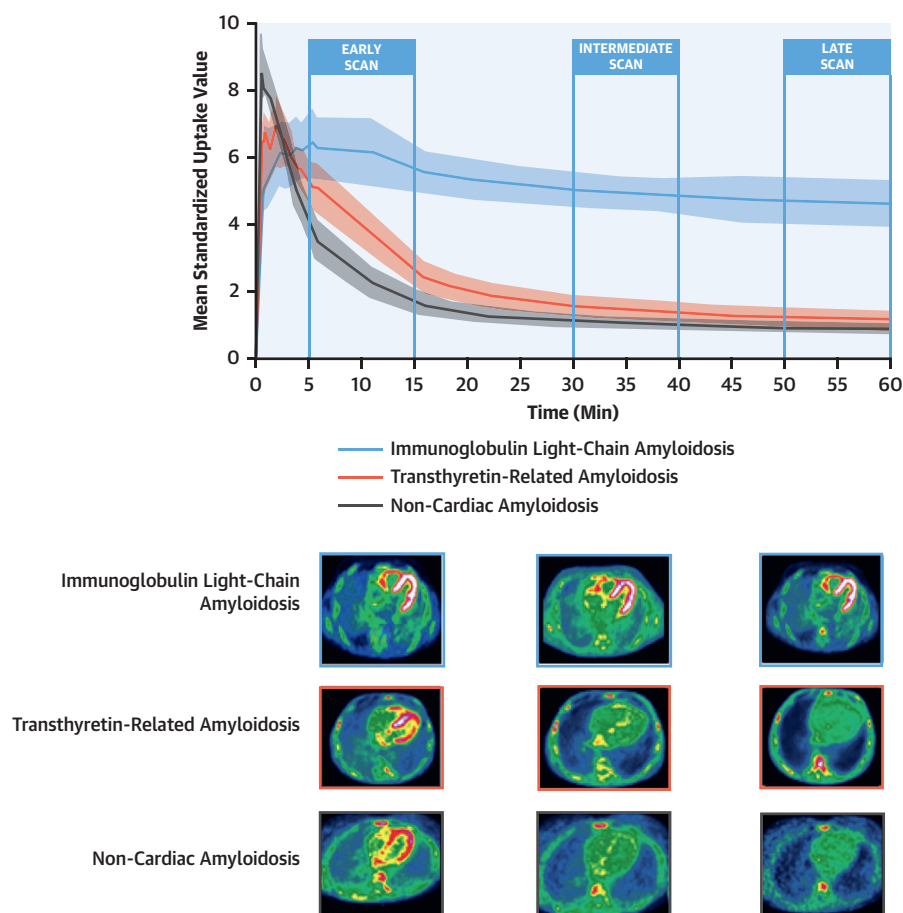 10
8
6
4
2
0
Mean Standardized Uptake Value
EARLY
SCAN
INTERMEDIATE
SCAN
LATE
SCAN
0 5 10 15 20 25 30 35 40 45 50 55 60
Time (Min)
Immunoglobulin Light-Chain Amyloidosis
Transthyretin-Related Amyloidosis
Non-Cardiac Amyloidosis
Immunoglobulin Light-Chain
Amyloidosis
Transthyretin-Related Amyloidosis
Non-Cardiac Amyloidosis